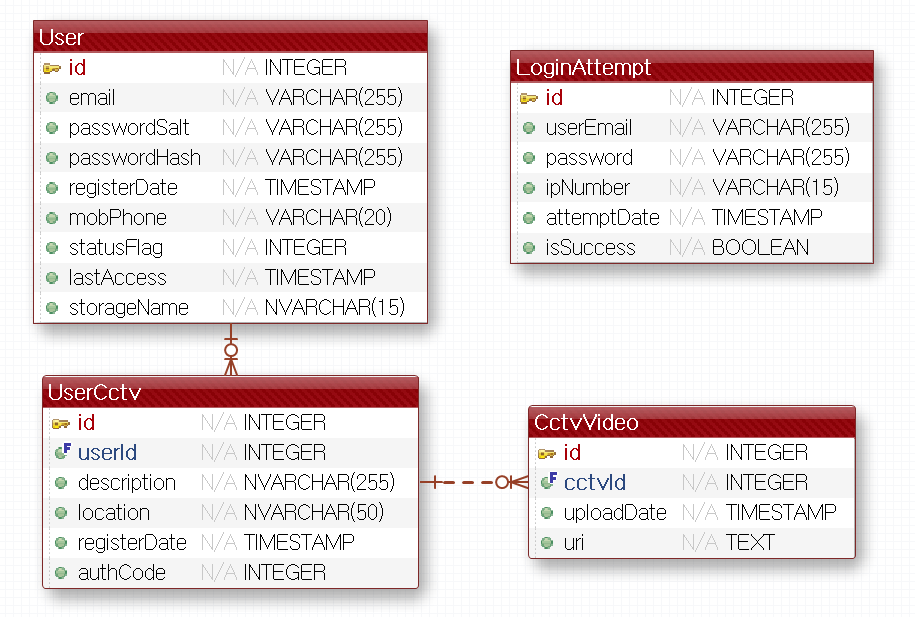 User
id N/A INTEGER
email N/A VARCHAR(255)
passwordSalt N/A VARCHAR(255)
passwordHash N/A VARCHAR(255)
registerDate N/A TIMESTAMP
mobPhone N/A VARCHAR(20)
statusFlag N/A INTEGER
lastAccess N/A TIMESTAMP
storageName N/A NVARCHAR(15)
LoginAttempt
id N/A INTEGER
userEmail N/A VARCHAR(255)
password N/A VARCHAR(255)
ipNumber N/A VARCHAR(15)
attemptDate N/A TIMESTAMP
isSuccess N/A BOOLEAN
UserCctv
id N/A INTEGER
F userId N/A INTEGER
description N/A NVARCHAR(255)
location N/A NVARCHAR(50)
registerDate N/A TIMESTAMP
authCode N/A INTEGER
CctvVideo
id N/A INTEGER
F cctvId N/A INTEGER
uploadDate N/A TIMESTAMP
uri N/A TEXT